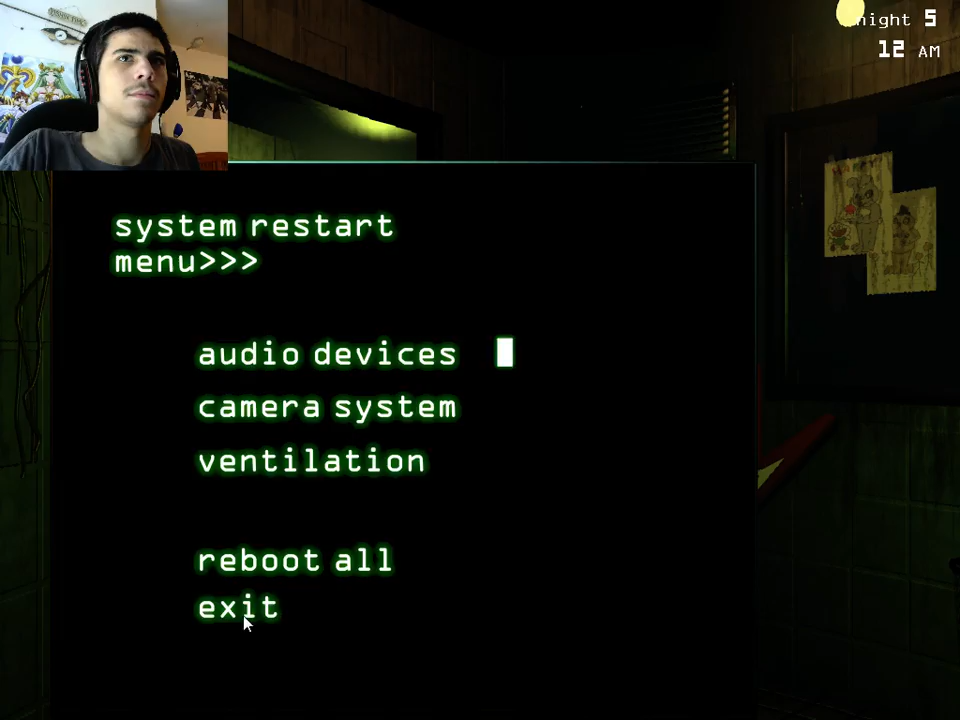 night 5
12 AM
system restart
menu>>>
audio devices
camera system
ventilation
reboot all
exit